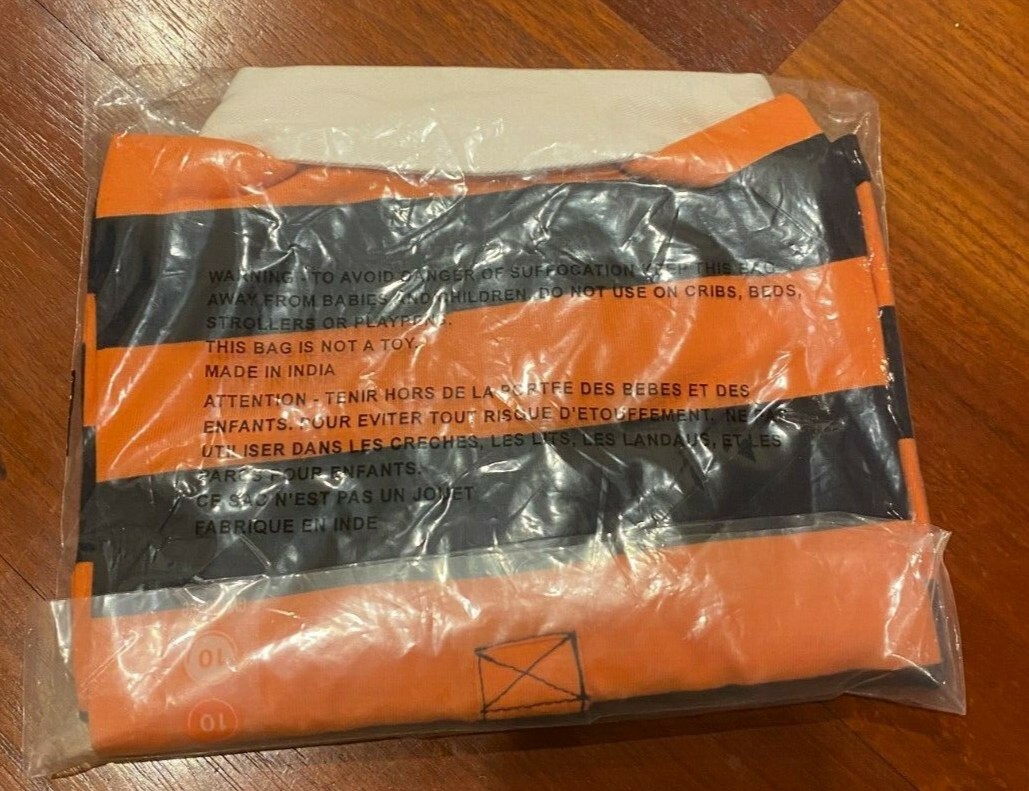 WARNING - TO AVOID DANGER OF SUFFOCATION KEEP THIS BAG
AWAY FROM BABIES AND CHILDREN. DO NOT USE ON CRIBS, BEDS,
STROLLERS OR PLAYPENS.
THIS BAG IS NOT A TOY.
MADE IN INDIA
ATTENTION - TENIR HORS DE LA PORTFE DES BEBES ET DES
ENFANTS. POUR EVITER TOUT RISQUE D'ETOUFFEMENT. NE PAS
UTILISER DANS LES CRECHES, LES LITS, LES LANDAUS, ET LES
PARCS POUR ENFANTS.
CE SAC N'EST PAS UN JOUET
FABRIQUE EN INDE
10
10